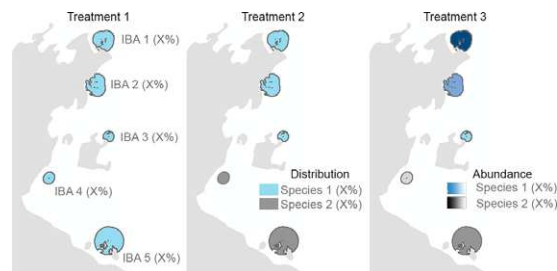 Treatment 1
IBA 1 (X%)
IBA 2 (X%)
IBA 3 (X%)
IBA 4 (X%)
IBA 5 (X%)
Treatment 2
Distribution
Species 1 (X%)
Species 2 (X%)
Treatment 3
Abundance
Species 1 (X%)
Species 2 (X%)